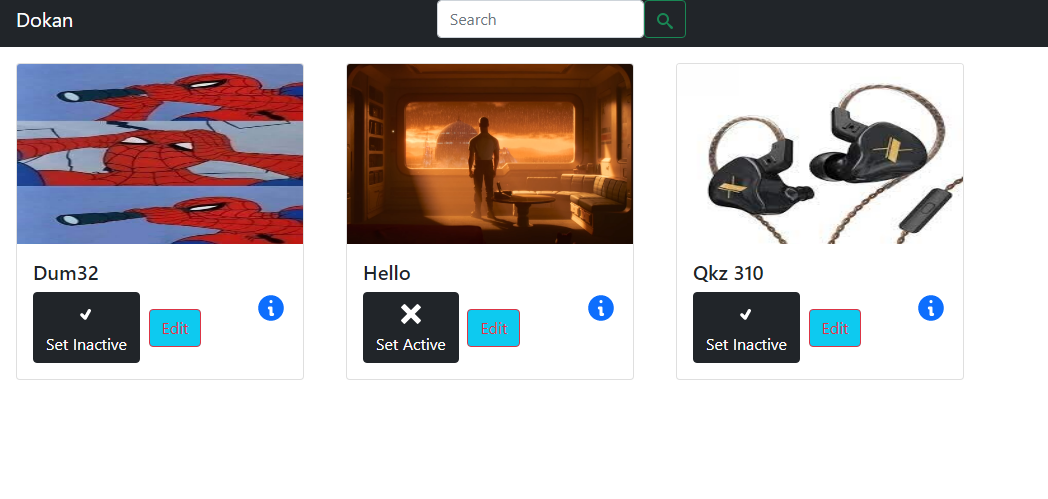 Dokan
Search
Dum32
Set Inactive
Edit
Hello
Set Active
Edit
Qkz 310
Set Inactive
Edit